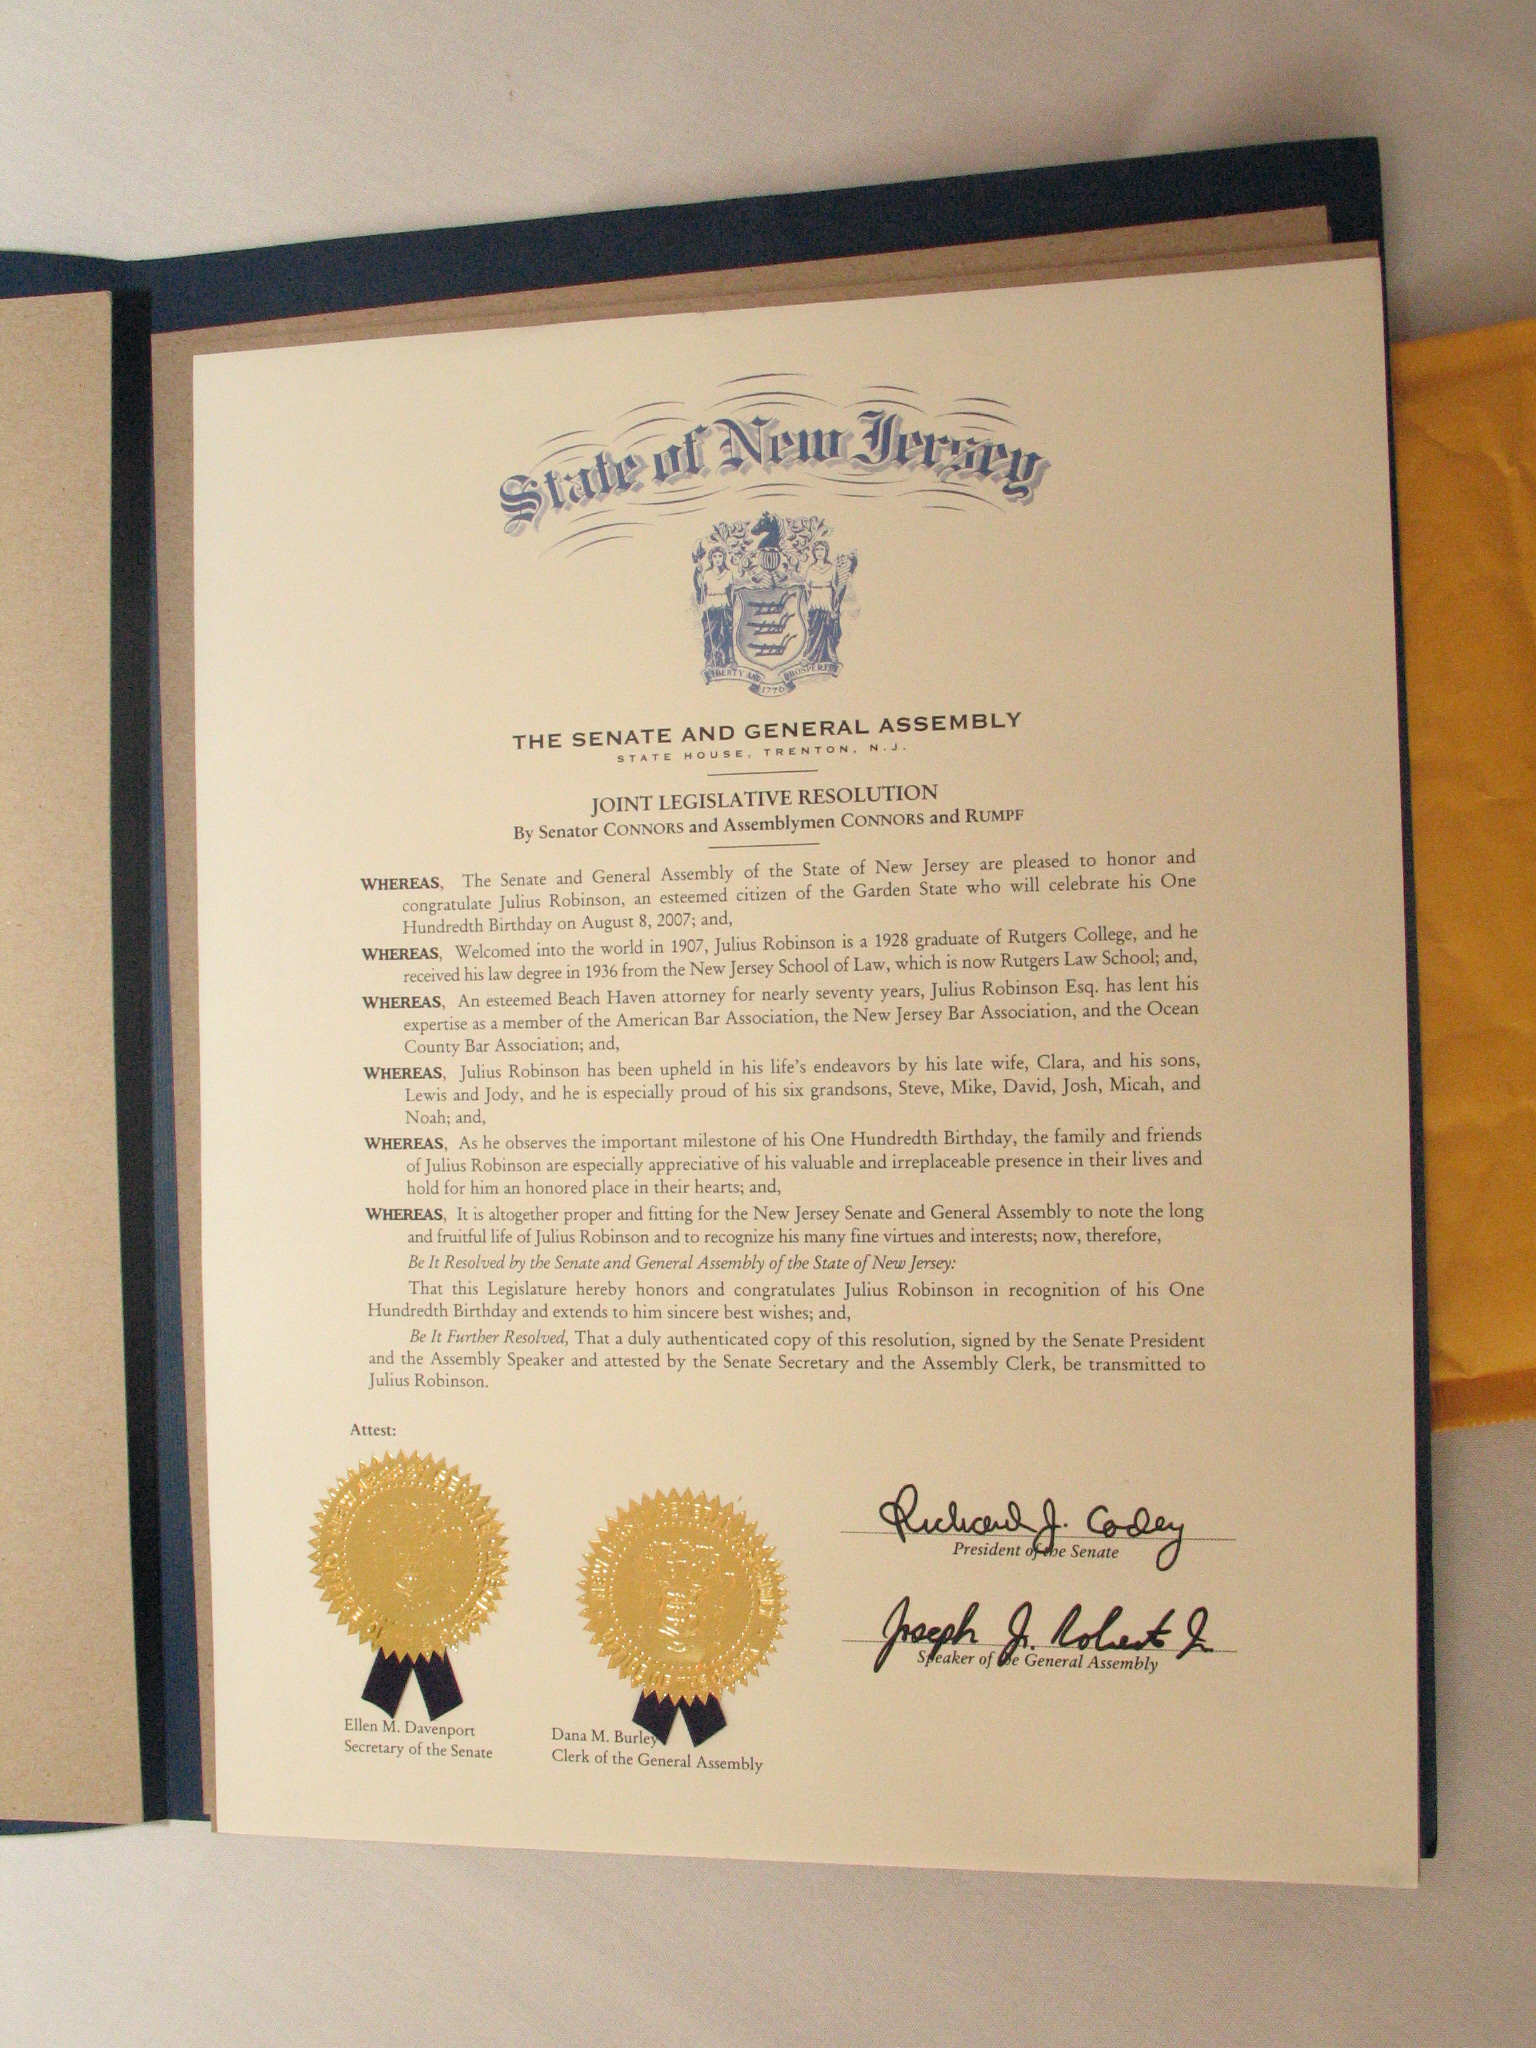 State of New Jersey
LIBERTY AND PROSPERITY
1776
THE SENATE AND GENERAL ASSEMBLY
STATE HOUSE, TRENTON, N.J.
JOINT LEGISLATIVE RESOLUTION
By Senator CONNORS and Assemblymen CONNORS and RUMPF
WHEREAS, The Senate and General Assembly of the State of New Jersey are pleased to honor and
congratulate Julius Robinson, an esteemed citizen of the Garden State who will celebrate his One
Hundredth Birthday on August 8, 2007; and,
WHEREAS, Welcomed into the world in 1907, Julius Robinson is a 1928 graduate of Rutgers College, and he
received his law degree in 1936 from the New Jersey School of Law, which is now Rutgers Law School; and,
WHEREAS, An esteemed Beach Haven attorney for nearly seventy years, Julius Robinson Esq. has lent his
expertise as a member of the American Bar Association, the New Jersey Bar Association, and the Ocean
County Bar Association; and,
WHEREAS, Julius Robinson has been upheld in his life's endeavors by his late wife, Clara, and his sons,
Lewis and Jody, and he is especially proud of his six grandsons, Steve, Mike, David, Josh, Micah, and
Noah; and,
WHEREAS, As he observes the important milestone of his One Hundredth Birthday, the family and friends
of Julius Robinson are especially appreciative of his valuable and irreplaceable presence in their lives and
hold for him an honored place in their hearts; and,
WHEREAS, It is altogether proper and fitting for the New Jersey Senate and General Assembly to note the long
and fruitful life of Julius Robinson and to recognize his many fine virtues and interests; now, therefore,
Be It Resolved by the Senate and General Assembly of the State of New Jersey:
That this Legislature hereby honors and congratulates Julius Robinson in recognition of his One
Hundredth Birthday and extends to him sincere best wishes; and,
Be It Further Resolved, That a duly authenticated copy of this resolution, signed by the Senate President
and the Assembly Speaker and attested by the Senate Secretary and the Assembly Clerk, be transmitted to
Julius Robinson.
Attest:
Richard J. Codey
President of the Senate
Joseph J. Roberts Jr
Speaker of the General Assembly
Ellen M. Davenport
Secretary of the Senate
Dana M. Burley
Clerk of the General Assembly